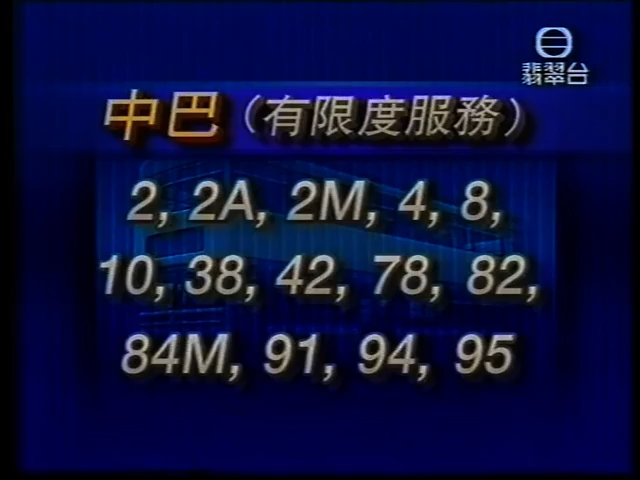 翡翠台
中巴（有限度服務）
2, 2A, 2M, 4, 8,
10, 38, 42, 78, 82,
84M, 91, 94, 95